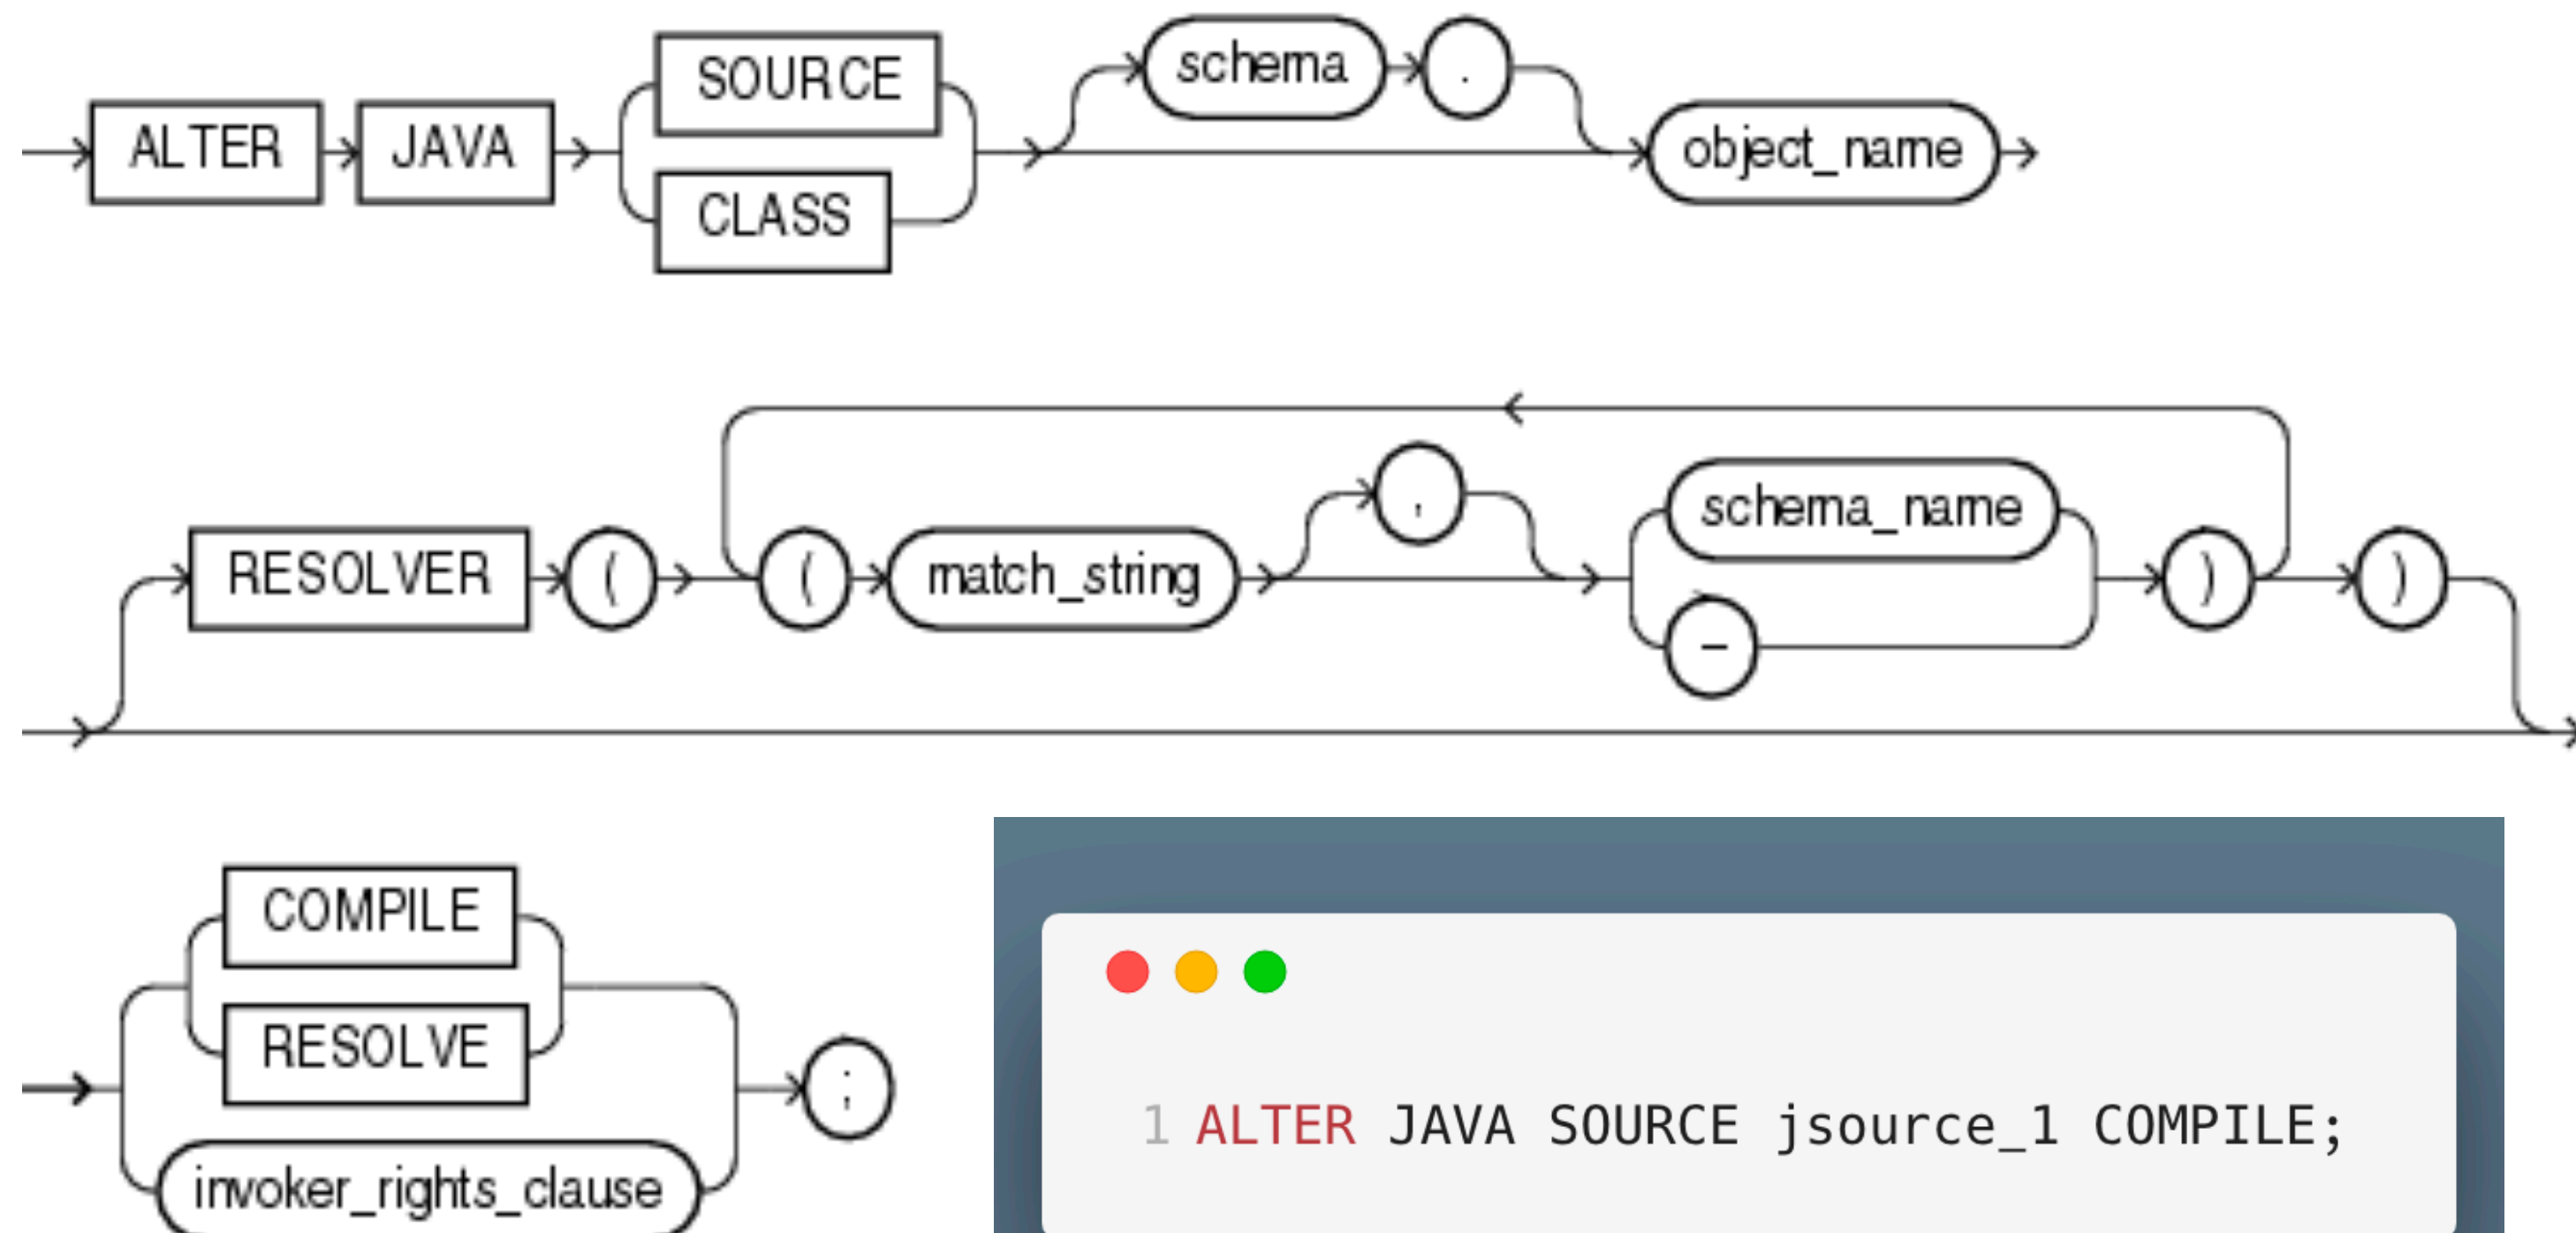 ALTER JAVA SOURCE schema . object_name
CLASS
RESOLVER ( ( match_string , schema_name ) )
-
COMPILE
RESOLVE
invoker_rights_clause ;
1 ALTER JAVA SOURCE jsource_1 COMPILE;